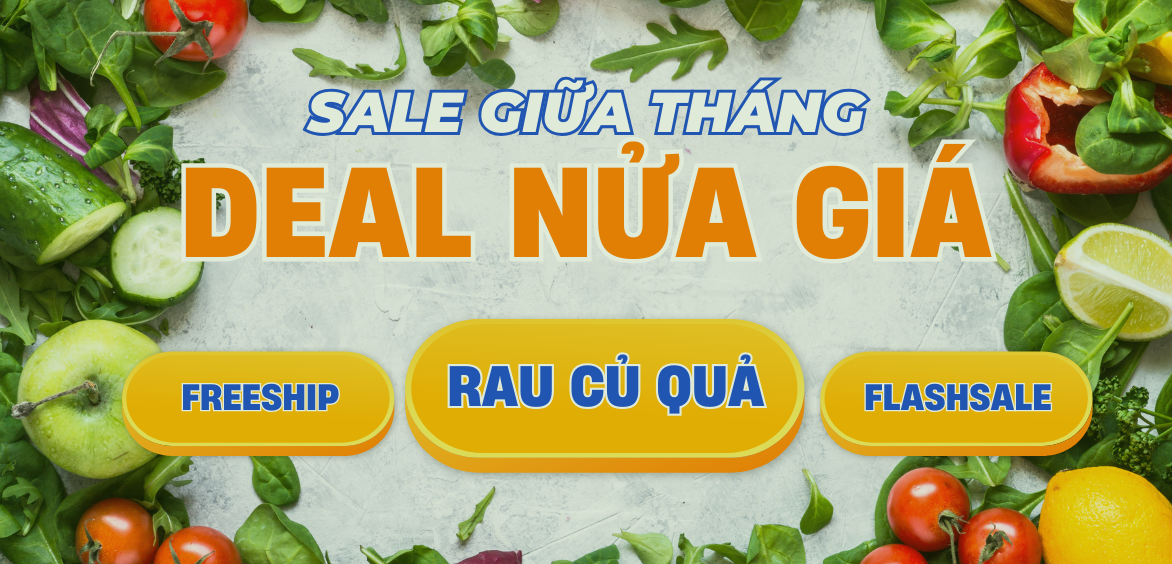 SALE GIỮA THÁNG
DEAL NỬA GIÁ
FREESHIP
RAU CỦ QUẢ
FLASHSALE